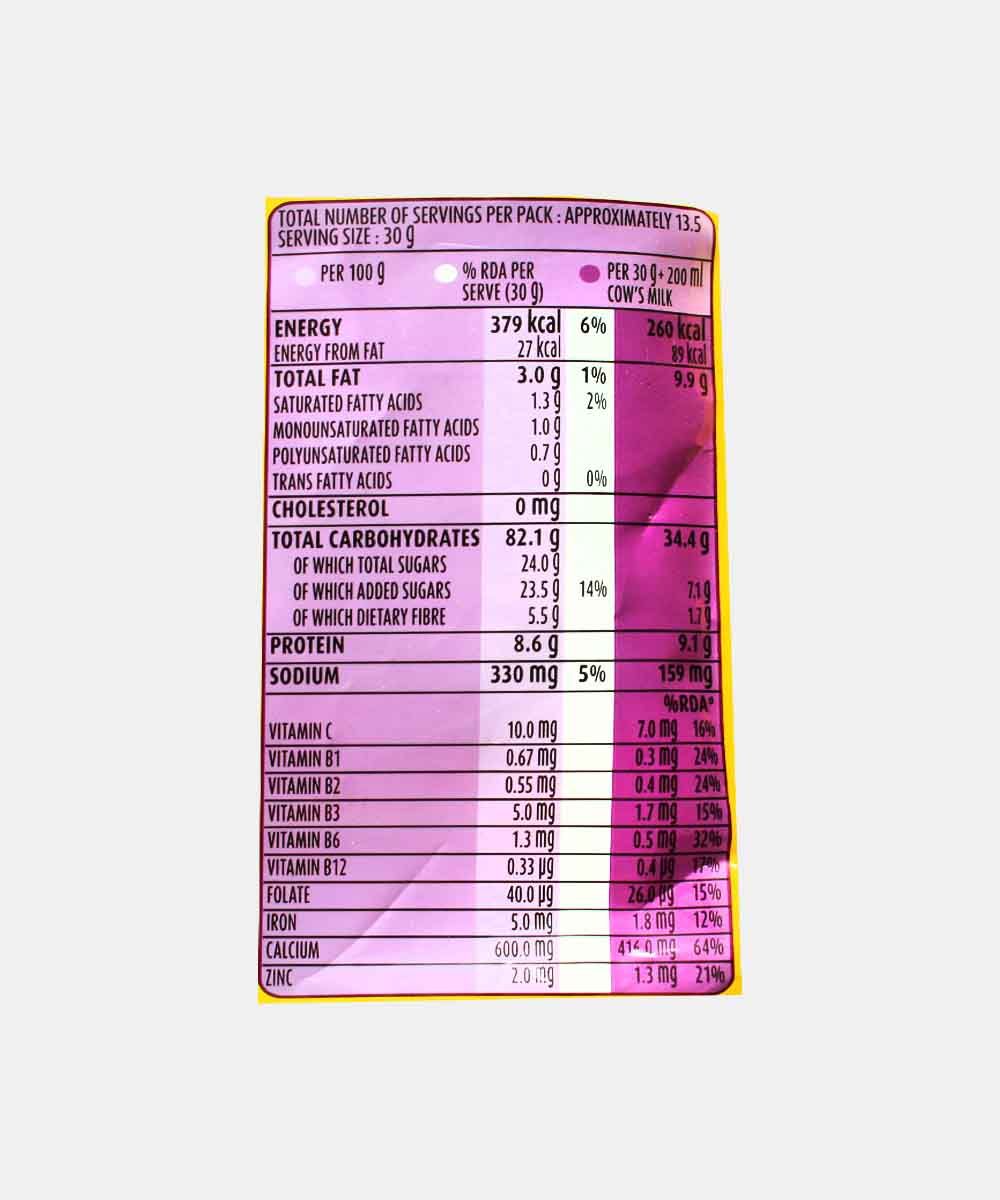 TOTAL NUMBER OF SERVINGS PER PACK : APPROXIMATELY 13.5
SERVING SIZE : 30 g
PER 100 g % RDA PER SERVE (30 g) PER 30 g+ 200 ml COW'S MILK
ENERGY 379 kcal 6% 260 kcal
ENERGY FROM FAT 27 kcal 89 kcal
TOTAL FAT 3.0 g 1% 9.9 g
SATURATED FATTY ACIDS 1.3 g 2%
MONOUNSATURATED FATTY ACIDS 1.0 g
POLYUNSATURATED FATTY ACIDS 0.7 g
TRANS FATTY ACIDS 0 g 0%
CHOLESTEROL 0 mg
TOTAL CARBOHYDRATES 82.1 g 34.4 g
OF WHICH TOTAL SUGARS 24.0 g
OF WHICH ADDED SUGARS 23.5 g 14% 7.1 g
OF WHICH DIETARY FIBRE 5.5 g 1.7 g
PROTEIN 8.6 g 9.1 g
SODIUM 330 mg 5% 159 mg
%RDA*
VITAMIN C 10.0 mg 7.0 mg 16%
VITAMIN B1 0.67 mg 0.3 mg 24%
VITAMIN B2 0.55 mg 0.4 mg 24%
VITAMIN B3 5.0 mg 1.7 mg 15%
VITAMIN B6 1.3 mg 0.5 mg 32%
VITAMIN B12 0.33 µg 0.4 µg 17%
FOLATE 40.0 µg 26.0 µg 15%
IRON 5.0 mg 1.8 mg 12%
CALCIUM 600.0 mg 416.0 mg 64%
ZINC 2.0 mg 1.3 mg 21%